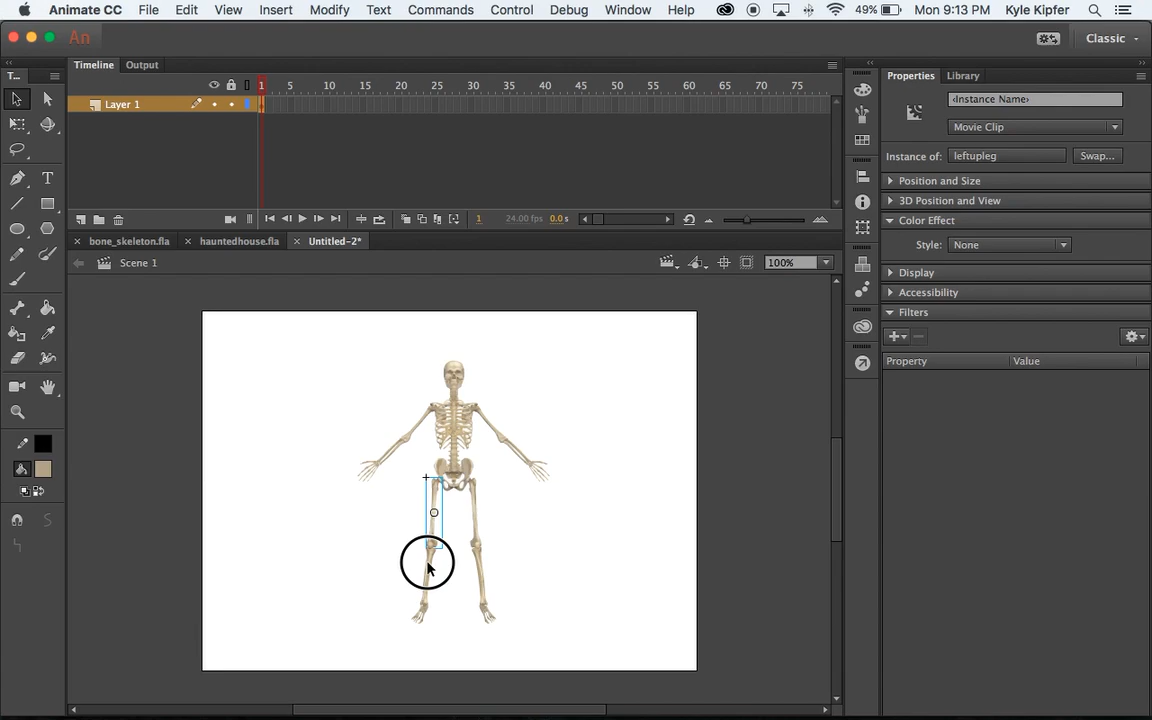 Animate CC File Edit View Insert Modify Text Commands Control Debug Window Help 49% Mon 9:13 PM Kyle Kipfer
An Classic
Timeline Output
T...
1 5 10 15 20 25 30 35 40 45 50 55 60 65 70 75
Layer 1
1 24.00 fps 0.0 s
bone_skeleton.fla hauntedhouse.fla Untitled-2*
Scene 1 100%
Properties Library
<Instance Name>
Movie Clip
Instance of: leftupleg Swap...
Position and Size
3D Position and View
Color Effect
Style: None
Display
Accessibility
Filters
Property Value